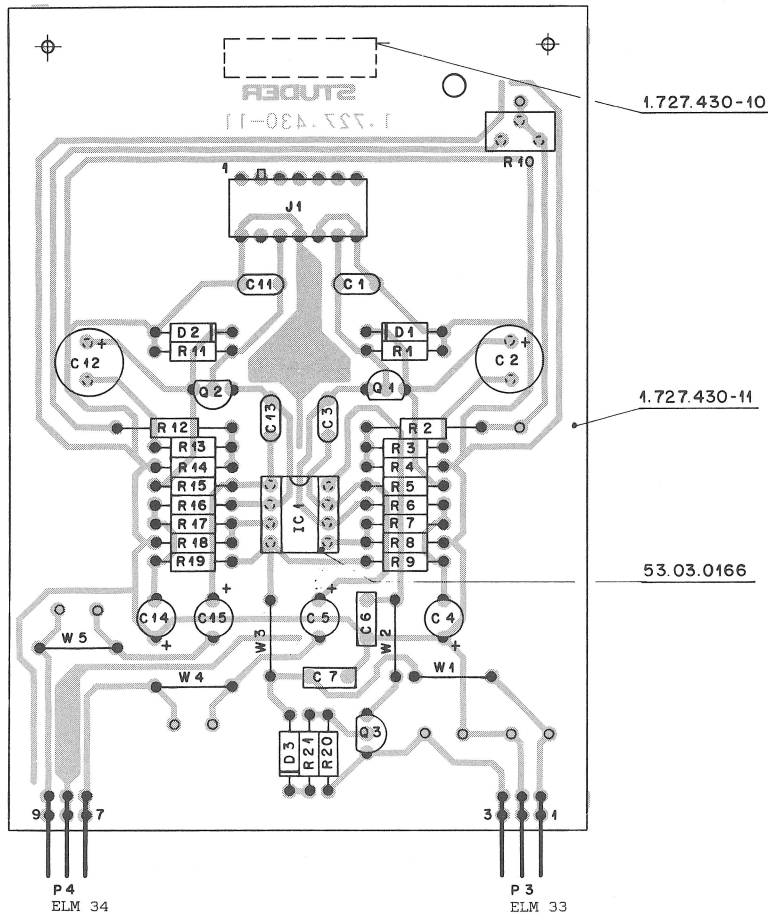 1.727.430-10
STUDER
1.727.430-11
R10
1
J1
C11
C1
D2
D1
R11
R1
+
+
C12
C2
Q2
Q1
C13
C3
1.727.430-11
R12
R2
R13
R3
R14
R4
R15
R5
R16
R6
R17
IC1
R7
R18
R8
R19
R9
53.03.0166
+
+
C14
C15
C5
C6
C4
W5
W3
W2
+
+
W4
C7
W1
D3
R21
R20
Q3
9
7
3
1
P4
P3
ELM 34
ELM 33